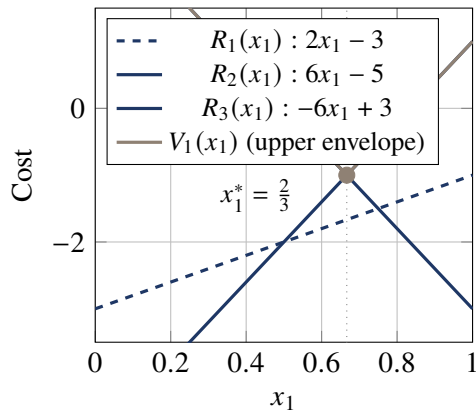 R₁(x₁) : 2x₁ − 3
R₂(x₁) : 6x₁ − 5
R₃(x₁) : −6x₁ + 3
V₁(x₁) (upper envelope)
x₁* = 2/3
Cost
0
−2
0 0.2 0.4 0.6 0.8 1
x₁